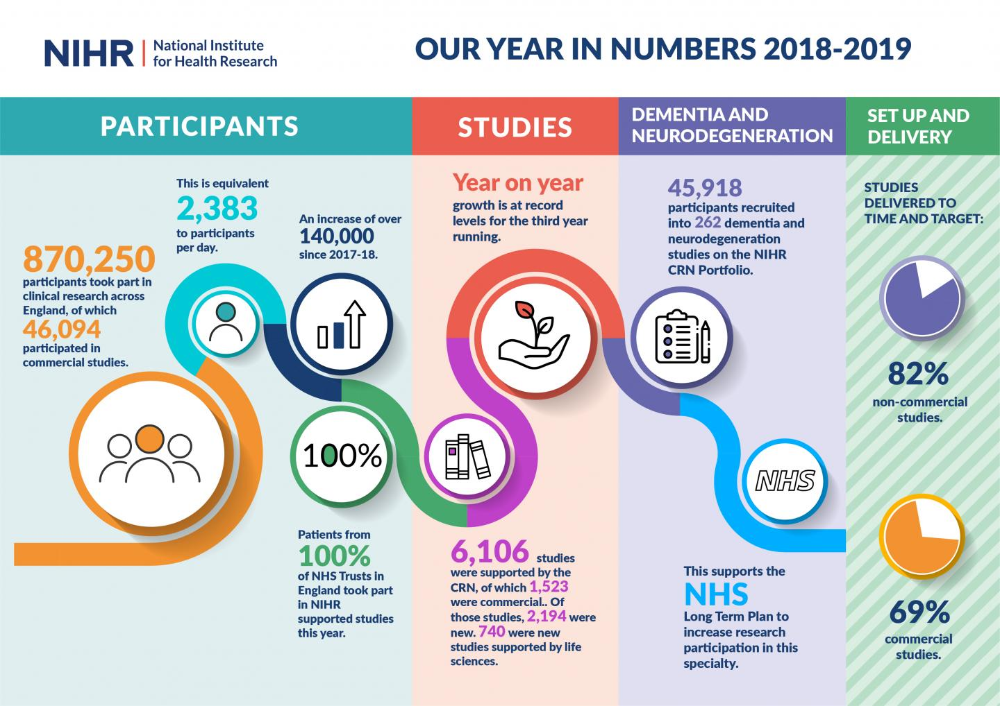 NIHR
National Institute
for Health Research
OUR YEAR IN NUMBERS 2018-2019
PARTICIPANTS
870,250
participants took part in
clinical research across
England, of which
46,094
participated in
commercial studies.
This is equivalent
2,383
to participants
per day.
An increase of over
140,000
since 2017-18.
100%
Patients from
100%
of NHS Trusts in
England took part
in NIHR
supported studies
this year.
STUDIES
Year on year
growth is at record
levels for the third year
running.
6,106 studies
were supported by the
CRN, of which 1,523
were commercial.. Of
those studies, 2,194 were
new. 740 were new
studies supported by life
sciences.
DEMENTIA AND
NEURODEGENERATION
45,918
participants recruited
into 262 dementia and
neurodegeneration
studies on the NIHR
CRN Portfolio.
NHS
This supports the
NHS
Long Term Plan to
increase research
participation in this
specialty.
SET UP AND
DELIVERY
STUDIES
DELIVERED TO
TIME AND TARGET:
82%
non-commercial
studies.
69%
commercial
studies.